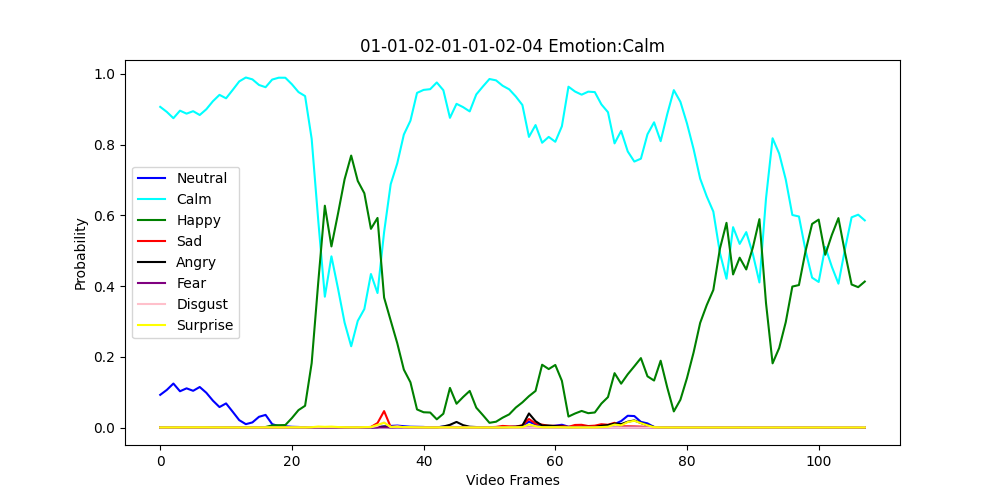 01-01-02-01-01-02-04 Emotion:Calm
1.0
0.8
0.6
0.4
0.2
0.0
Probability
Neutral
Calm
Happy
Sad
Angry
Fear
Disgust
Surprise
0 20 40 60 80 100
Video Frames